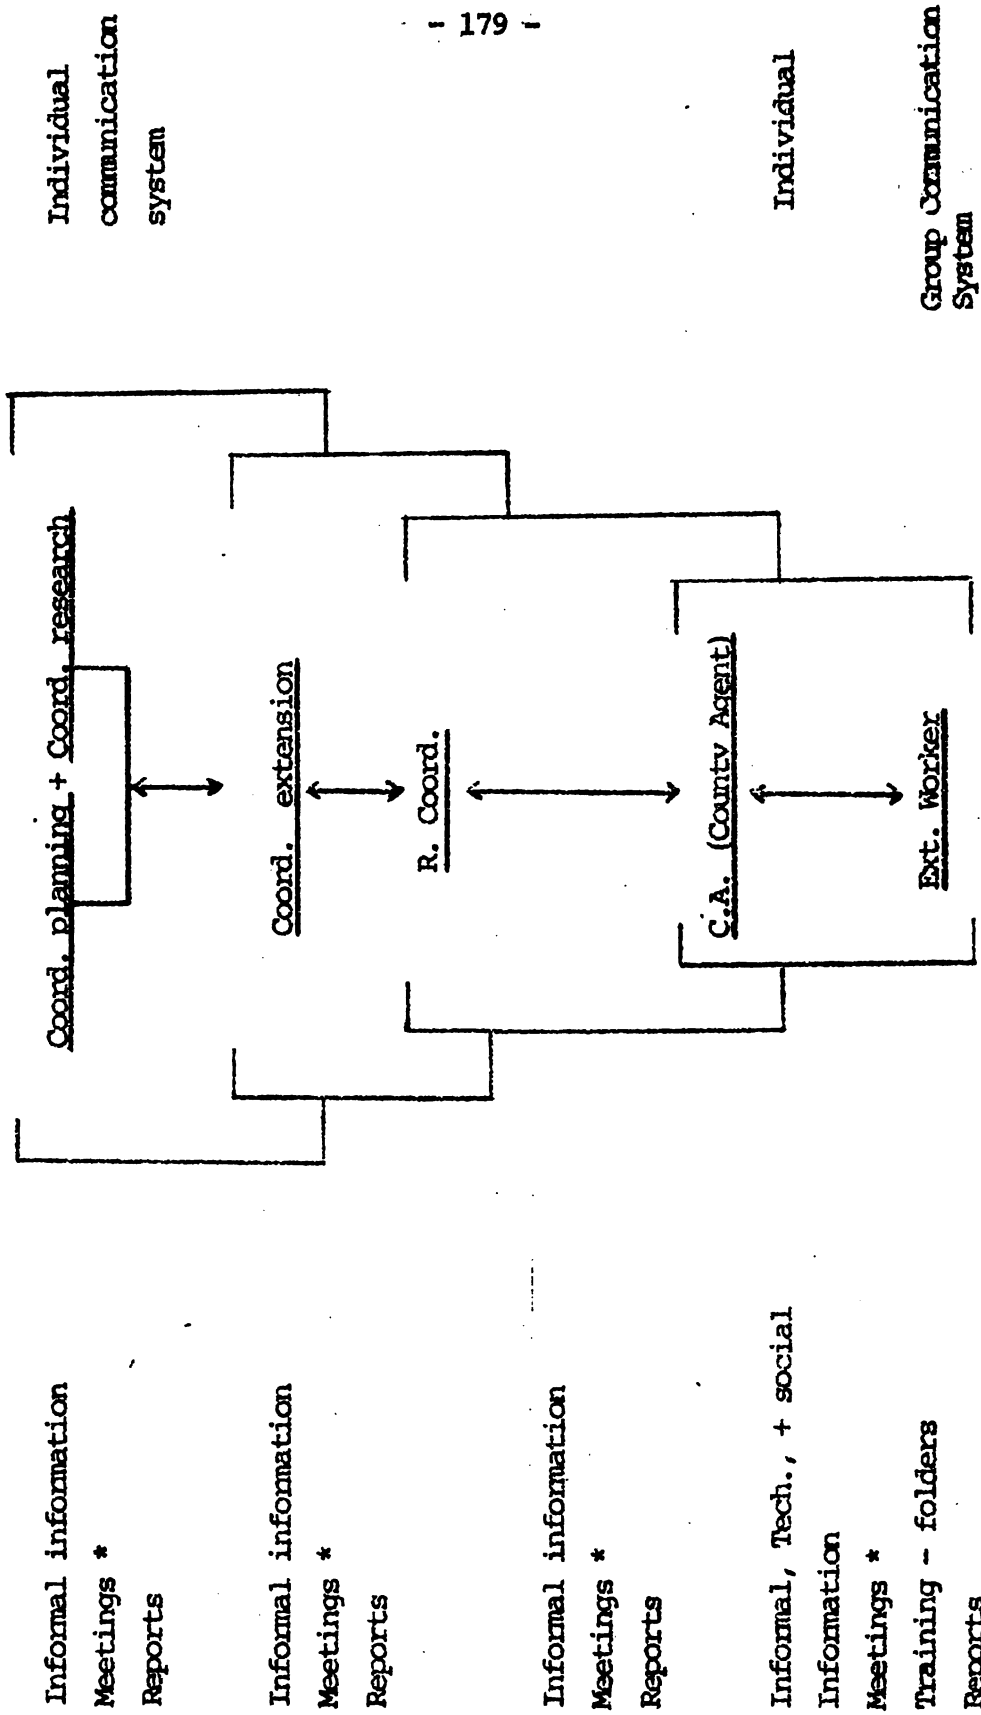 - 179 -
Individual
communication
system
Coord. planning + Coord. research
Informal information
Meetings *
Reports
Coord. extension
Informal information
Meetings *
Reports
R. Coord.
Informal information
Meetings *
Reports
Individual
C.A. (County Agent)
Informal, Tech., + social
Information
Meetings *
Training - folders
Reports
Group Communication
System
Ext. Worker